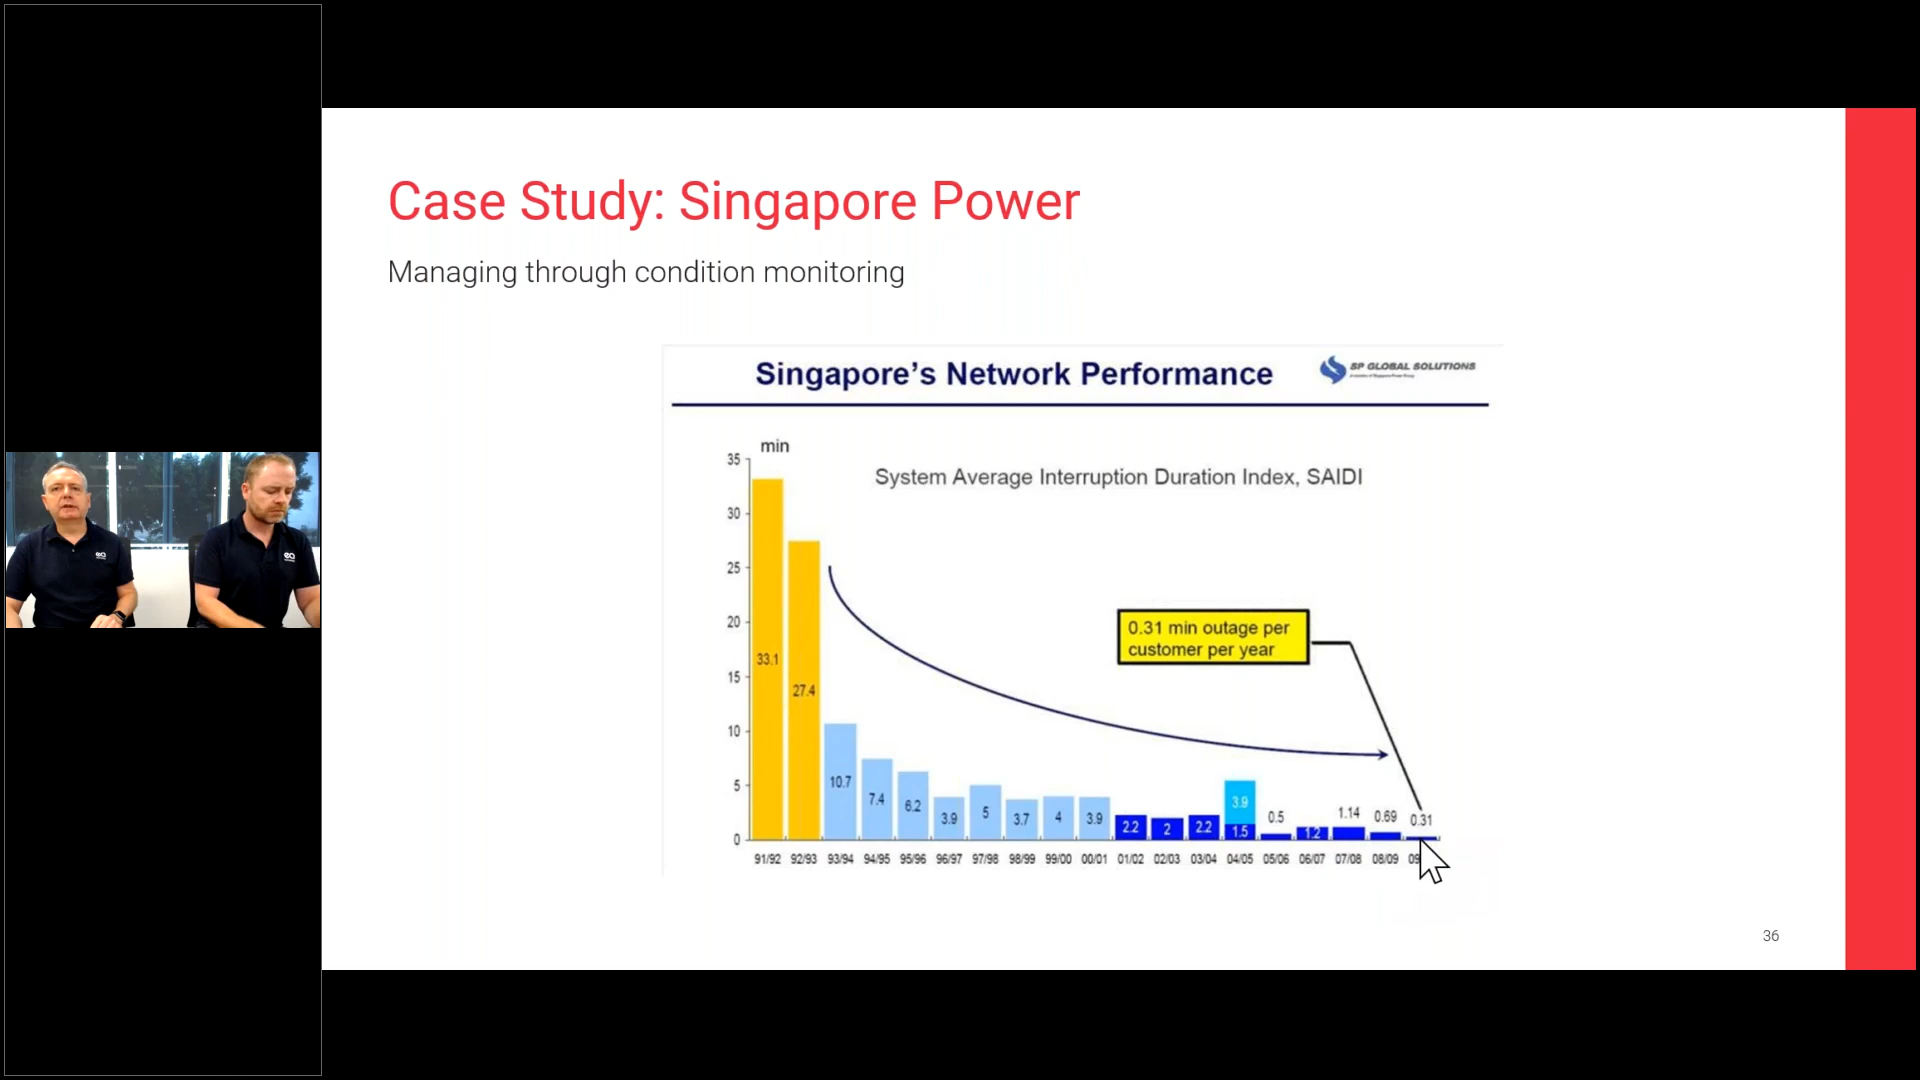 Case Study: Singapore Power
Managing through condition monitoring
Singapore's Network Performance
SP GLOBAL SOLUTIONS
min
System Average Interruption Duration Index, SAIDI
35
30
25
20
15
10
5
0
0.31 min outage per
customer per year
33.1
27.4
10.7
7.4
6.2
3.9
5
3.7
4
3.9
2.2
2
2.2
3.9
1.5
0.5
1.2
1.14
0.69
0.31
91/92 92/93 93/94 94/95 95/96 96/97 97/98 98/99 99/00 00/01 01/02 02/03 03/04 04/05 05/06 06/07 07/08 08/09 09
36
ea
ea